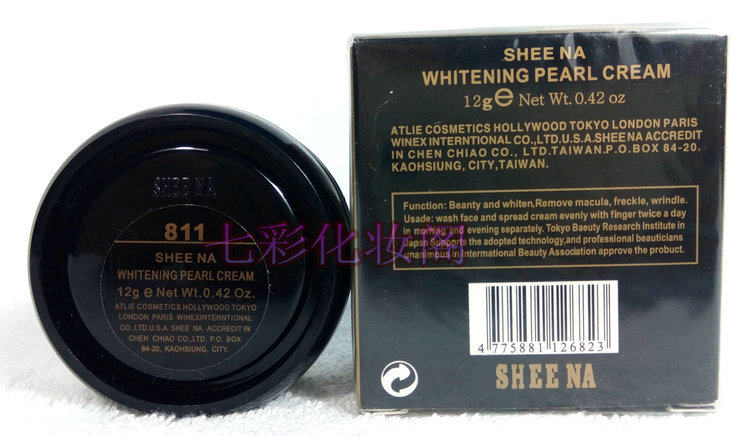 SHEE NA
811
SHEE NA
WHITENING PEARL CREAM
12g e Net Wt. 0.42 Oz.
ATLIE COSMETICS HOLLYWOOD TOKYO
LONDON PARIS WINEXINTERNTIONAL
CO.,LTD.U.S.A. SHEE NA ACCREDIT IN
CHEN CHIAO CO.,LTD P.O. BOX
84-20, KAOHSIUNG, CITY.
SHEE NA
WHITENING PEARL CREAM
12g e Net Wt. 0.42 oz
ATLIE COSMETICS HOLLYWOOD TOKYO LONDON PARIS
WINEX INTERNTIONAL CO.,LTD.U.S.A. SHEE NA ACCREDIT
IN CHEN CHIAO CO., LTD.TAIWAN.P.O.BOX 84-20.
KAOHSIUNG, CITY,TAIWAN.
Function: Beanty and whiten,Remove macula, freckle, wrindle.
Usade: wash face and spread cream evenly with finger twice a day
In morning and evening separately. Tokyo Baeuty Research Institute in
Japan Supports the adopted technology,and professional beauticians
unanimous in International Beauty Association approve the product.
4 775881 126823
SHEE NA
七彩化妆阁